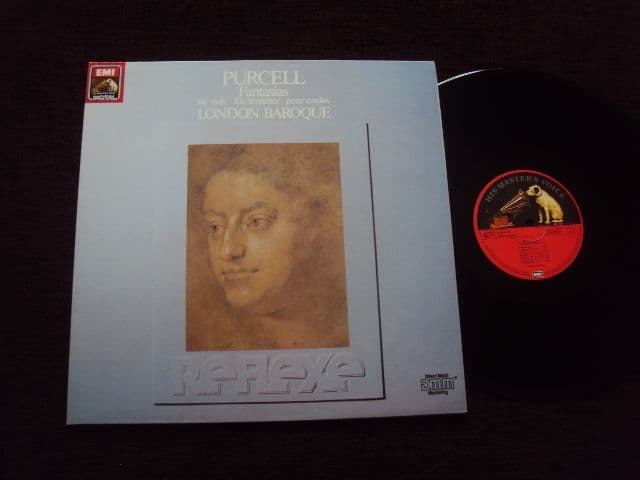 EMI
DIGITAL
PURCELL
Fantasias
for viols · für Streicher · pour cordes
LONDON BAROQUE
ReFLeXe
Direct Metal
DMM
Mastering
HIS MASTER'S VOICE
EMI